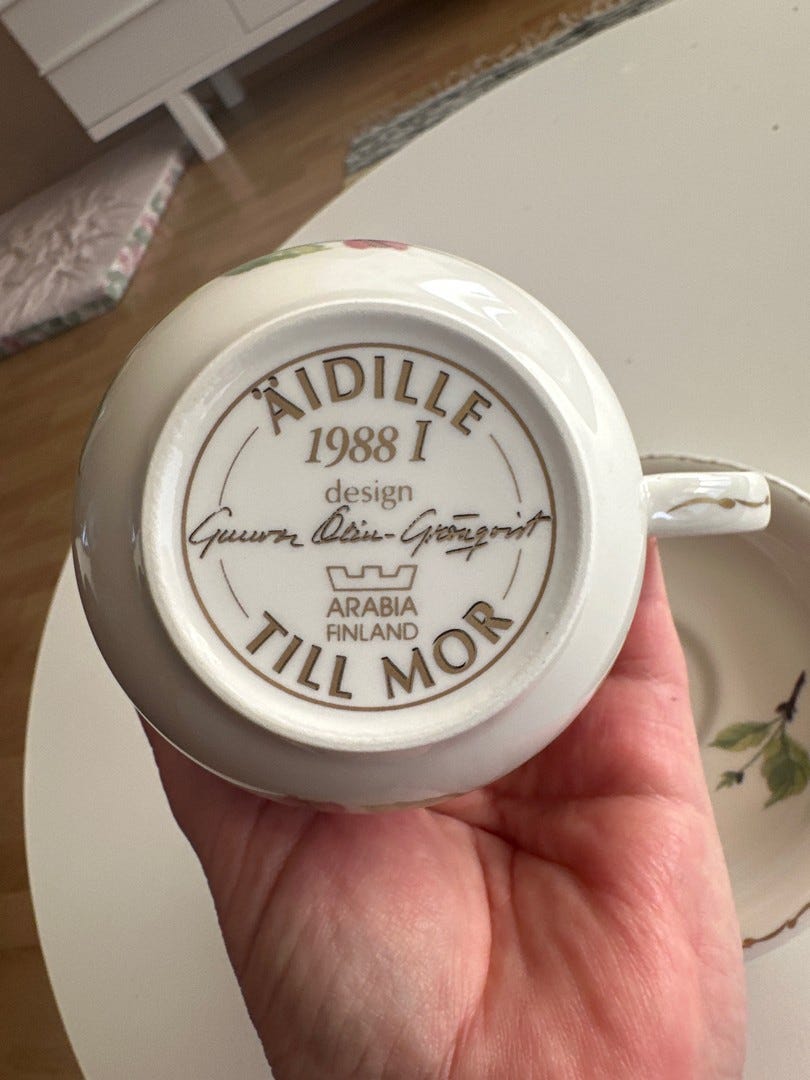 ÄIDILLE
1988 I
design
Gunvor Olin-Grönqvist
ARABIA
FINLAND
TILL MOR